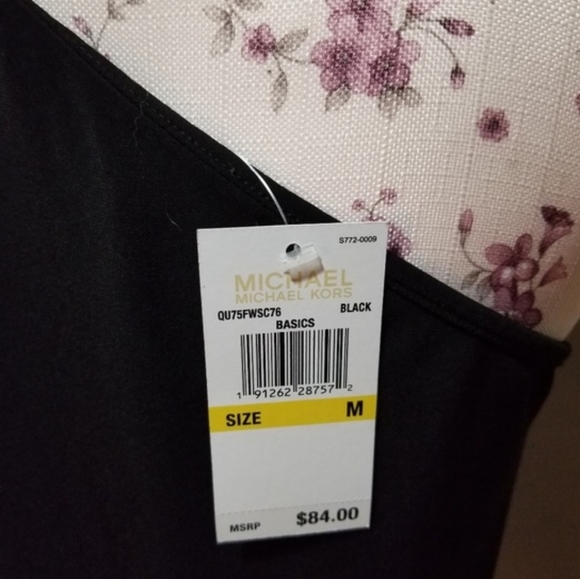 S772-0009
MICHAEL
MICHAEL KORS
QU75FWSC76 BLACK
BASICS
1 91262 28757 2
SIZE M
MSRP $84.00